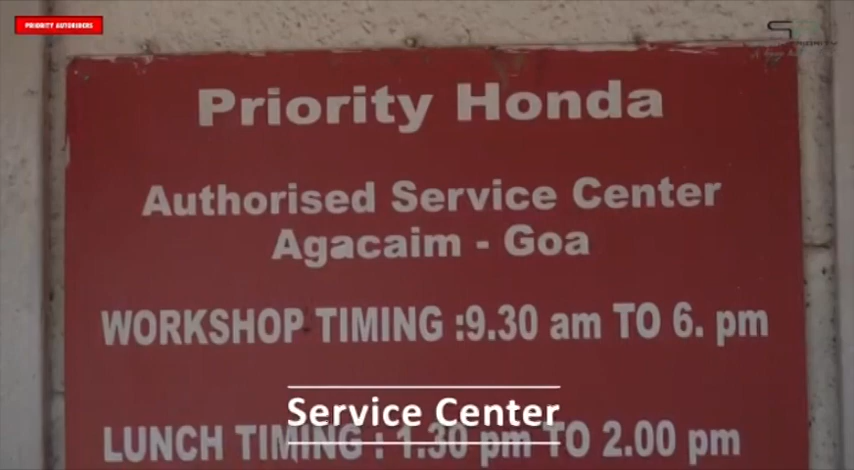 PRIORITY AUTORIDERS
PRIORITY
Priority Honda
Authorised Service Center
Agacaim - Goa
WORKSHOP TIMING :9.30 am TO 6. pm
Service Center
LUNCH TIMING : 1.30 pm TO 2.00 pm